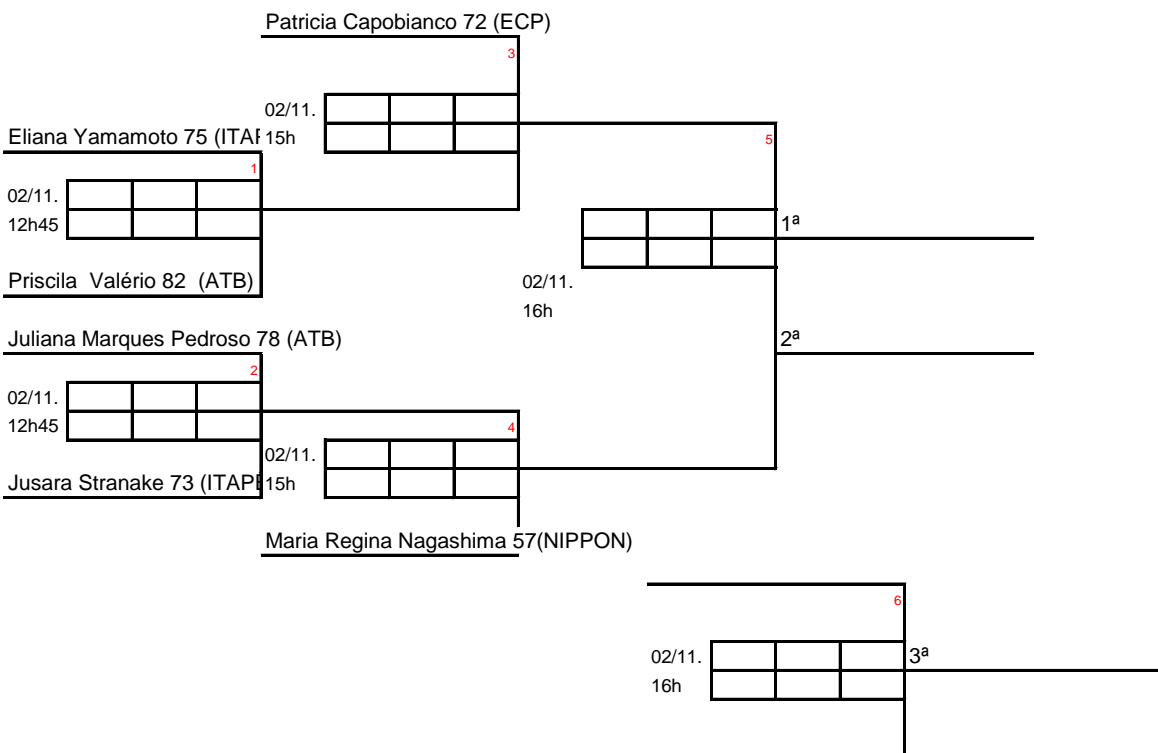 Patricia Capobianco 72 (ECP)
3
02/11.
15h
Eliana Yamamoto 75 (ITAP
1
02/11.
12h45
Priscila Valério 82 (ATB)
5
1ª
02/11.
16h
Juliana Marques Pedroso 78 (ATB)
2ª
2
02/11.
12h45
4
02/11.
15h
Jusara Stranake 73 (ITAPE
Maria Regina Nagashima 57(NIPPON)
6
02/11.
16h
3ª